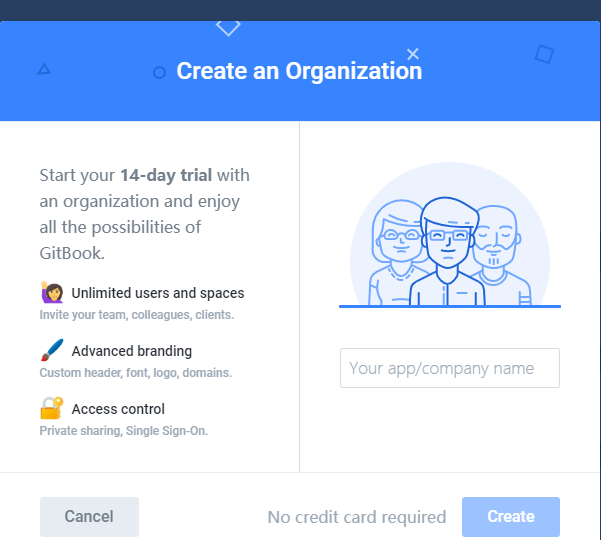 Create an Organization
Start your 14-day trial with
an organization and enjoy
all the possibilities of
GitBook.
Unlimited users and spaces
Invite your team, colleagues, clients.
Advanced branding
Custom header, font, logo, domains.
Access control
Private sharing, Single Sign-On.
Your app/company name
Cancel
No credit card required
Create